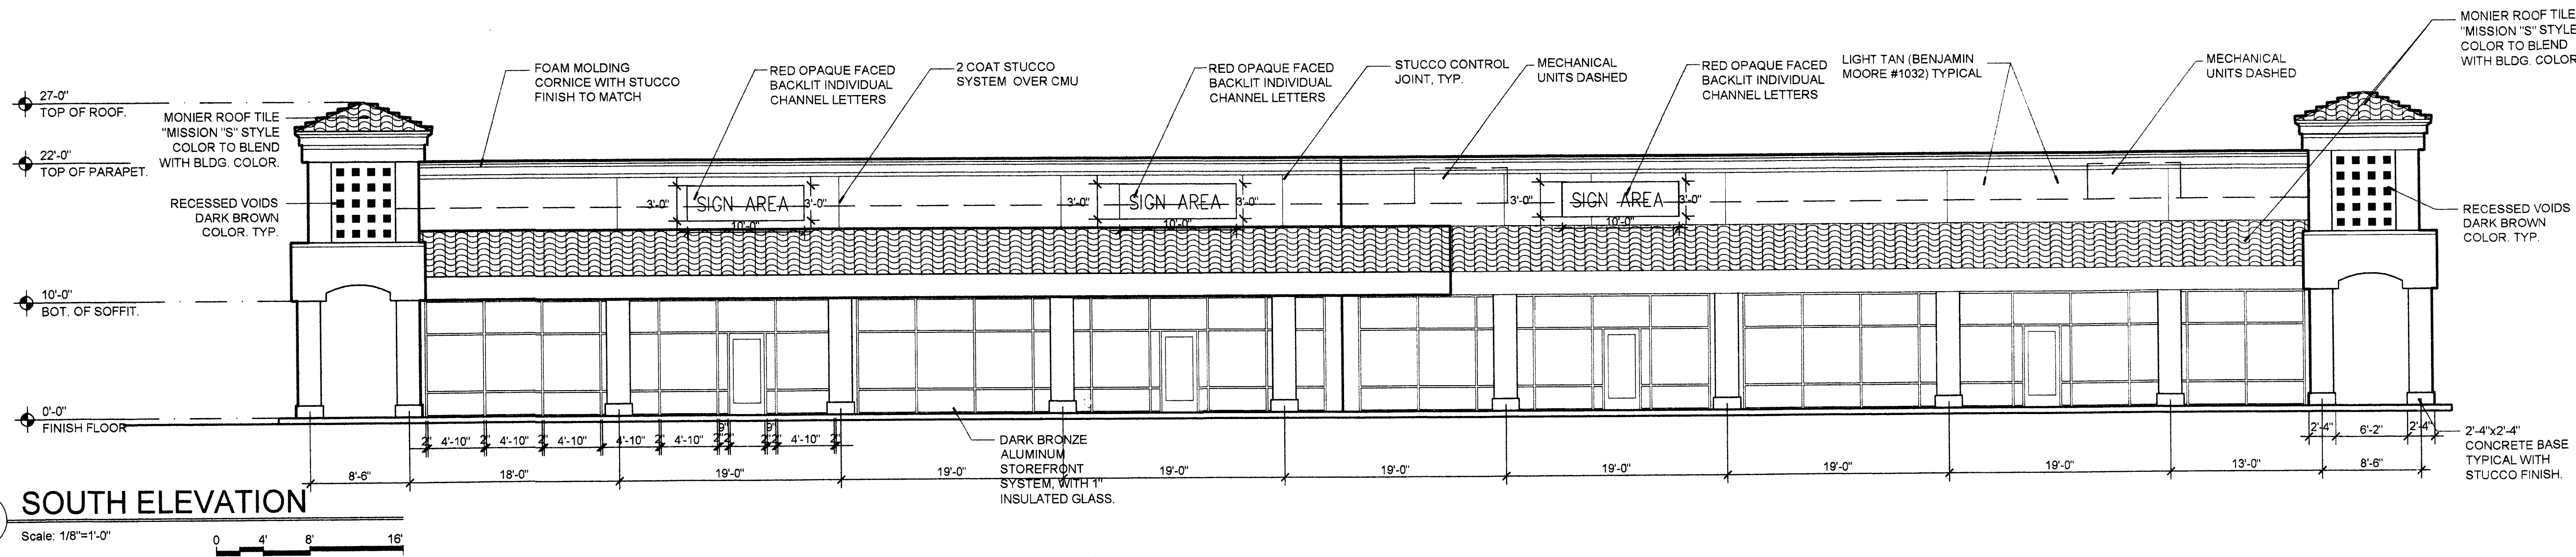 MONIER ROOF TILE
"MISSION "S" STYLE
COLOR TO BLEND
WITH BLDG. COLOR
FOAM MOLDING
CORNICE WITH STUCCO
FINISH TO MATCH
RED OPAQUE FACED
BACKLIT INDIVIDUAL
CHANNEL LETTERS
2 COAT STUCCO
SYSTEM OVER CMU
RED OPAQUE FACED
BACKLIT INDIVIDUAL
CHANNEL LETTERS
STUCCO CONTROL
JOINT, TYP.
MECHANICAL
UNITS DASHED
RED OPAQUE FACED
BACKLIT INDIVIDUAL
CHANNEL LETTERS
LIGHT TAN (BENJAMIN
MOORE #1032) TYPICAL
MECHANICAL
UNITS DASHED
27'-0"
TOP OF ROOF.
MONIER ROOF TILE
"MISSION "S" STYLE
COLOR TO BLEND
WITH BLDG. COLOR.
22'-0"
TOP OF PARAPET.
RECESSED VOIDS
DARK BROWN
COLOR. TYP.
3'-0" SIGN AREA 3'-0"
10'-0"
3'-0" SIGN AREA 3'-0"
10'-0"
3'-0" SIGN AREA 3'-0"
10'-0"
RECESSED VOIDS
DARK BROWN
COLOR. TYP.
10'-0"
BOT. OF SOFFIT.
0'-0"
FINISH FLOOR
2' 4'-10" 2' 4'-10" 2' 4'-10" 4'-10" 2' 4'-10" 2' 9" 2' 2' 9" 2' 4'-10" 2'
DARK BRONZE
ALUMINUM
STOREFRONT
SYSTEM, WITH 1"
INSULATED GLASS.
2'-4" 6'-2" 2'-4"
2'-4"x2'-4"
CONCRETE BASE
TYPICAL WITH
STUCCO FINISH.
8'-6" 18'-0" 19'-0" 19'-0" 19'-0" 19'-0" 19'-0" 19'-0" 19'-0" 13'-0" 8'-6"
SOUTH ELEVATION
Scale: 1/8"=1'-0"
0 4' 8' 16'